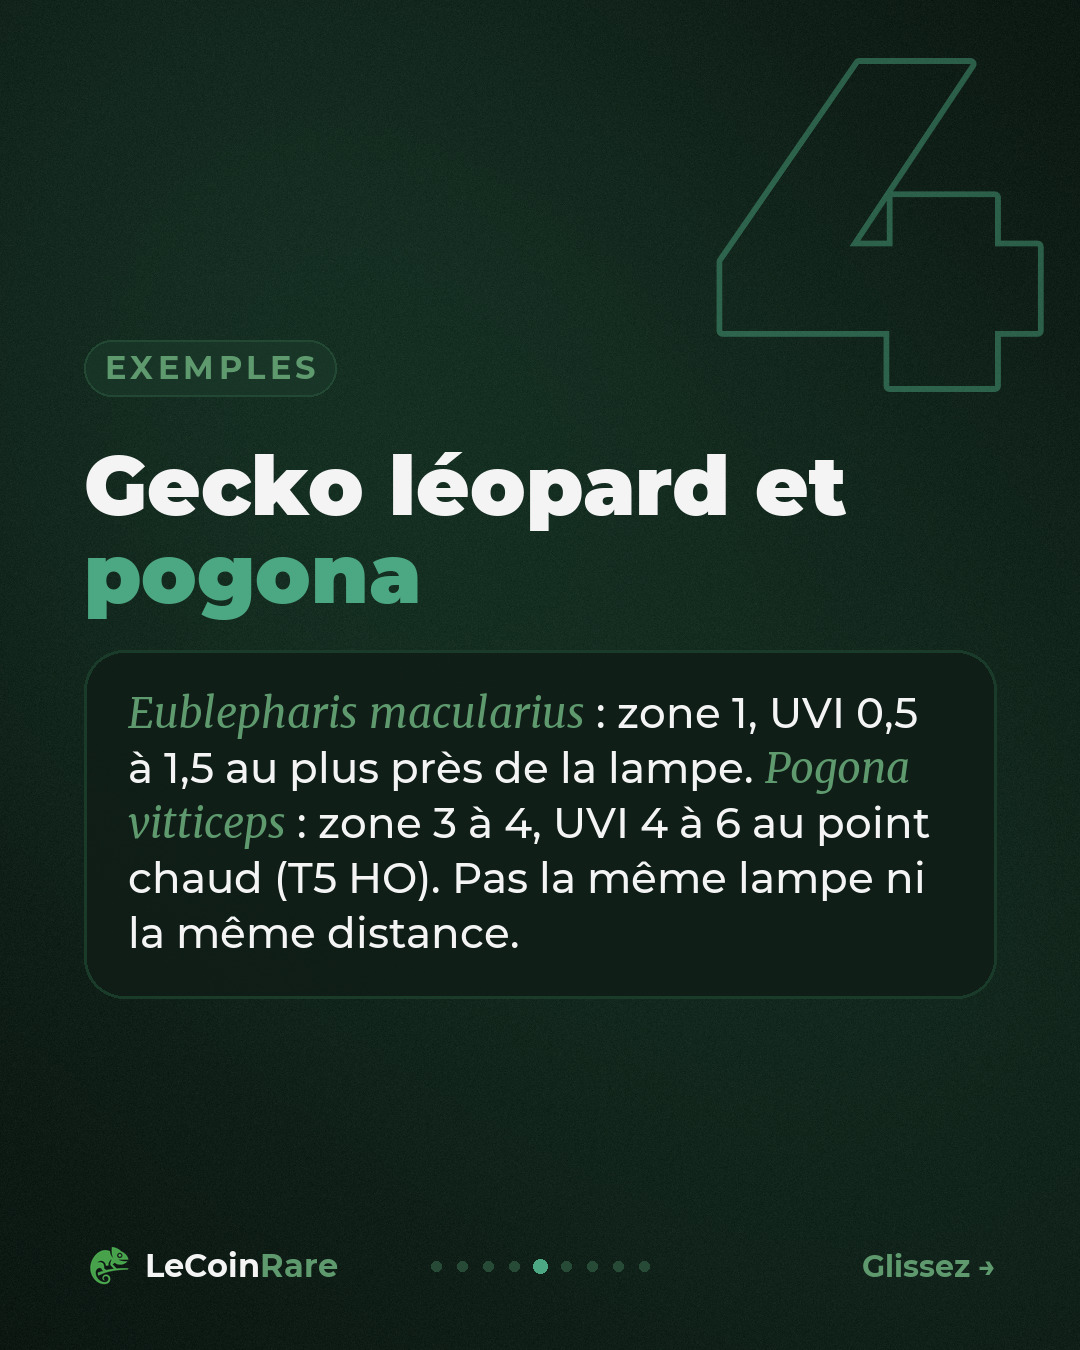 4
EXEMPLES
Gecko léopard et
pogona
Eublepharis macularius : zone 1, UVI 0,5
à 1,5 au plus près de la lampe. Pogona
vitticeps : zone 3 à 4, UVI 4 à 6 au point
chaud (T5 HO). Pas la même lampe ni
la même distance.
LeCoinRare
Glissez →